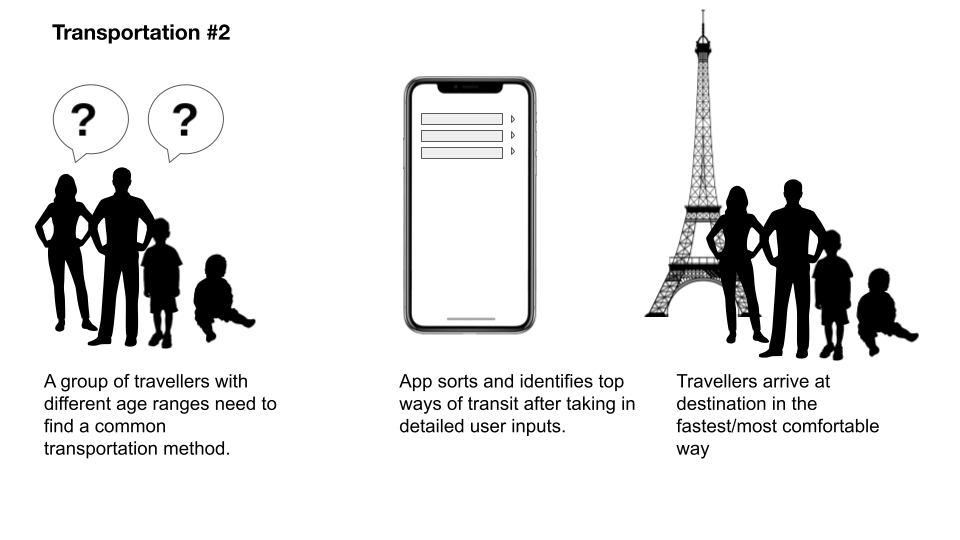 Transportation #2
? ?
A group of travellers with
different age ranges need to
find a common
transportation method.
App sorts and identifies top
ways of transit after taking in
detailed user inputs.
Travellers arrive at
destination in the
fastest/most comfortable
way